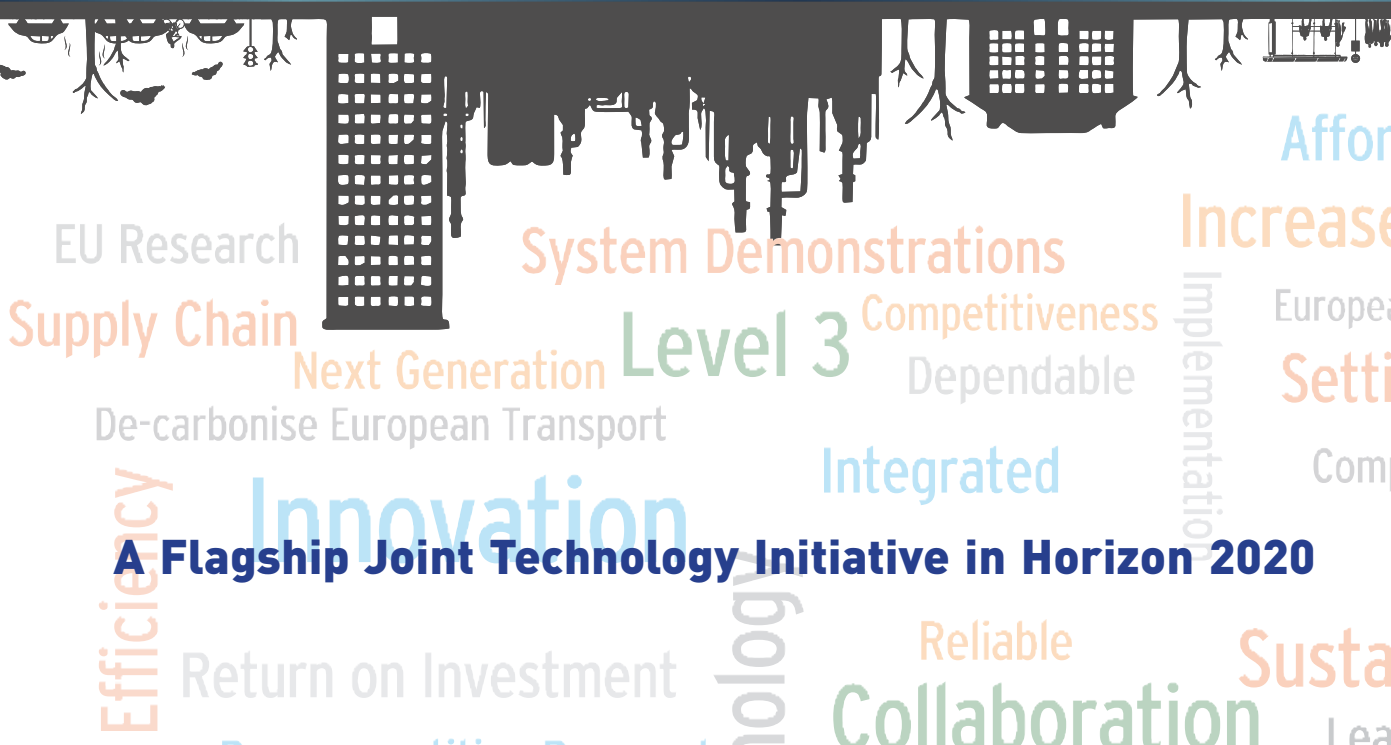 EU Research
System Demonstrations
Supply Chain
Level 3
Competitiveness
Implementation
Next Generation
Dependable
De-carbonise European Transport
Integrated
Efficiency
Innovation
A Flagship Joint Technology Initiative in Horizon 2020
Reliable
Return on Investment
Collaboration